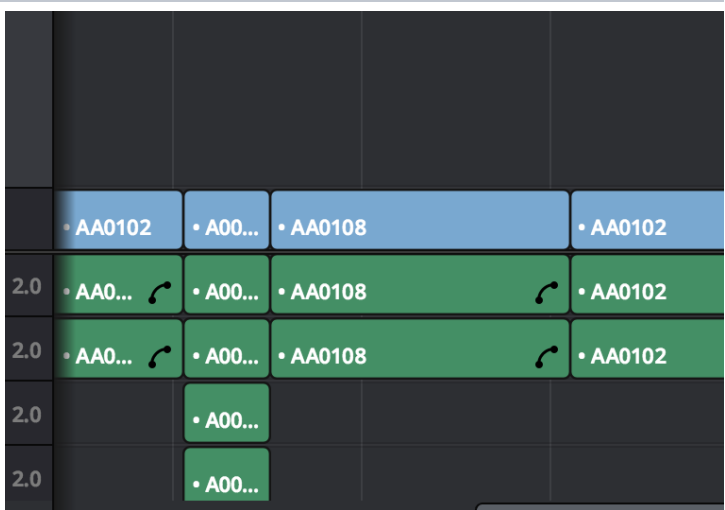 • AA0102 • A00... • AA0108 • AA0102
2.0 • AA0... • A00... • AA0108 • AA0102
2.0 • AA0... • A00... • AA0108 • AA0102
2.0 • A00...
2.0 • A00...